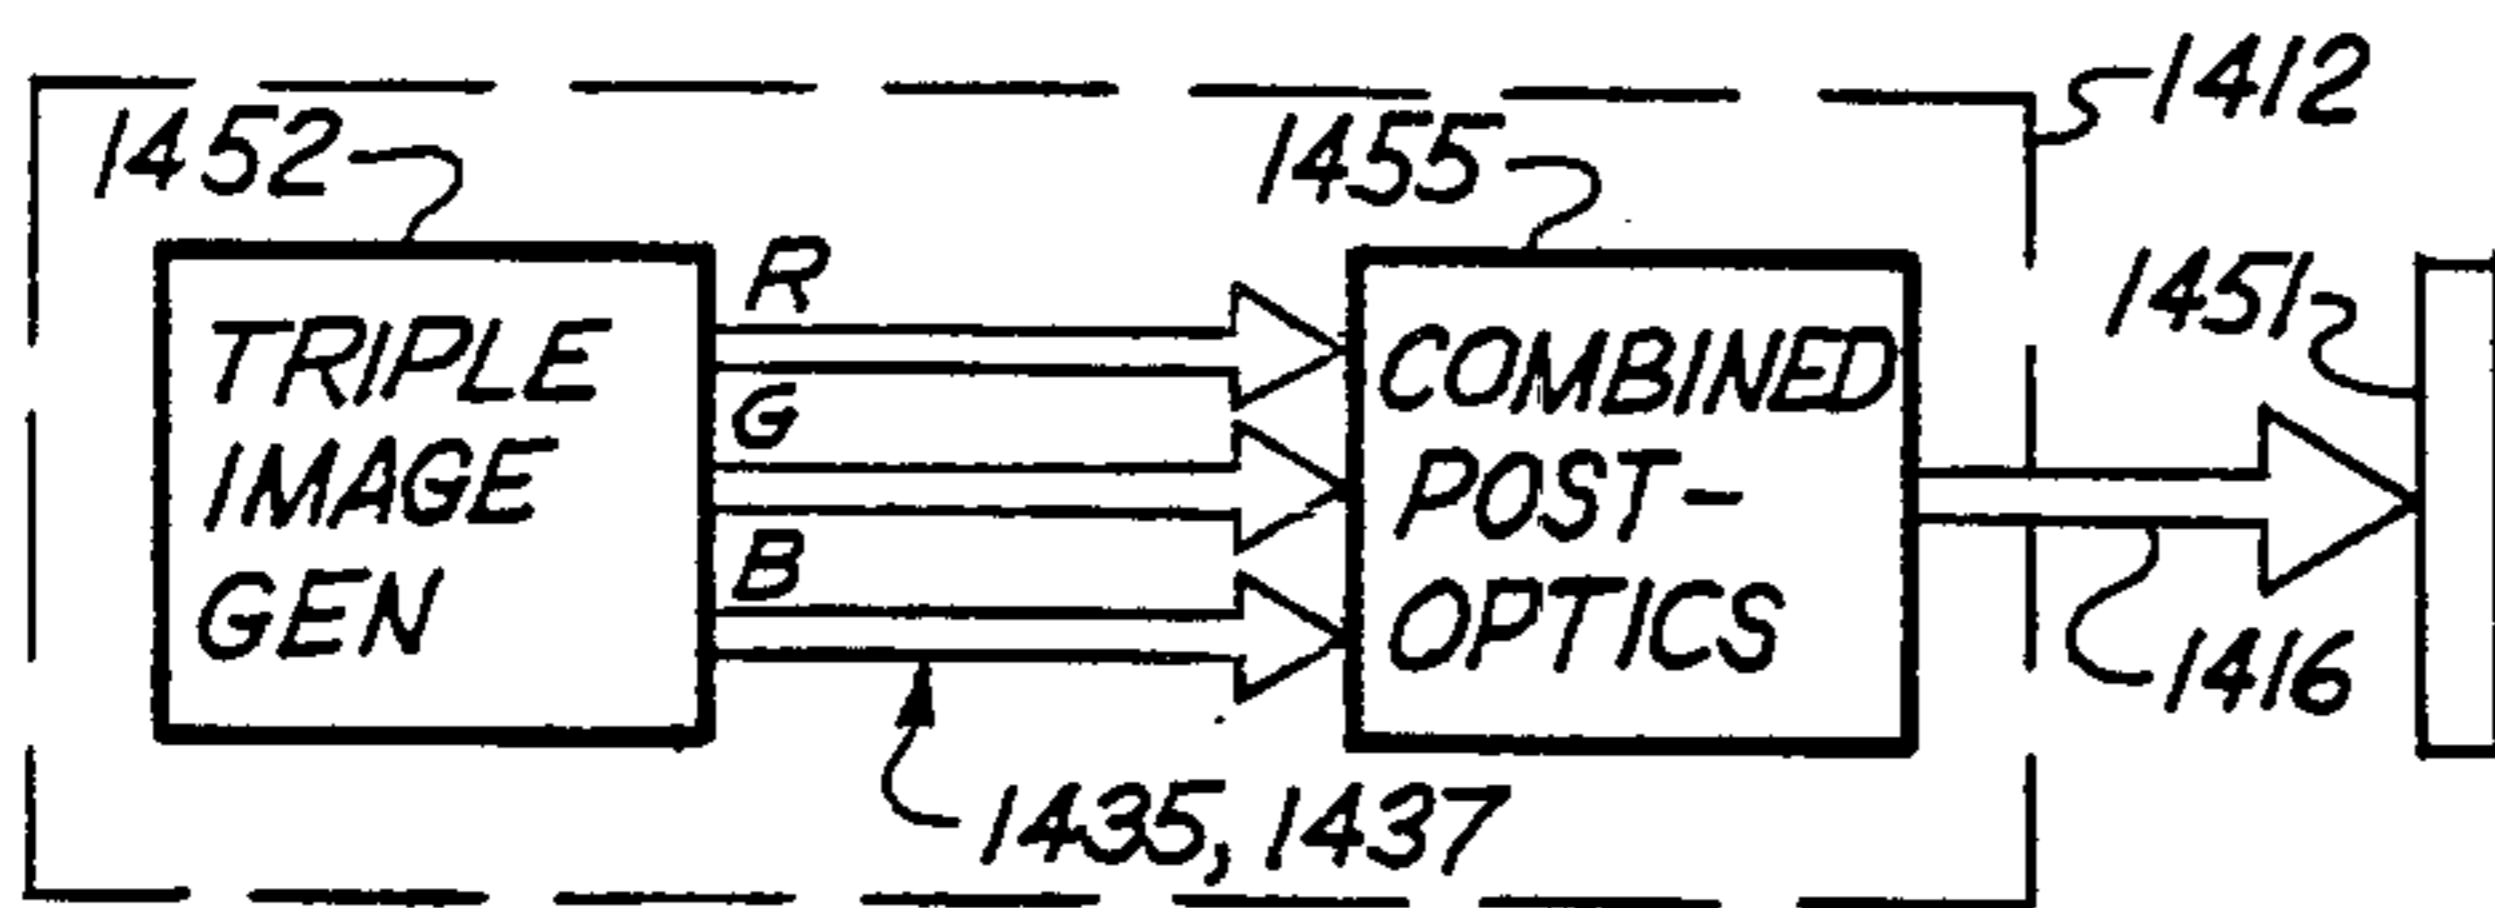 1412
1452
1455
1451
R
G
B
TRIPLE
IMAGE
GEN
COMBINED
POST-
OPTICS
1416
1435, 1437